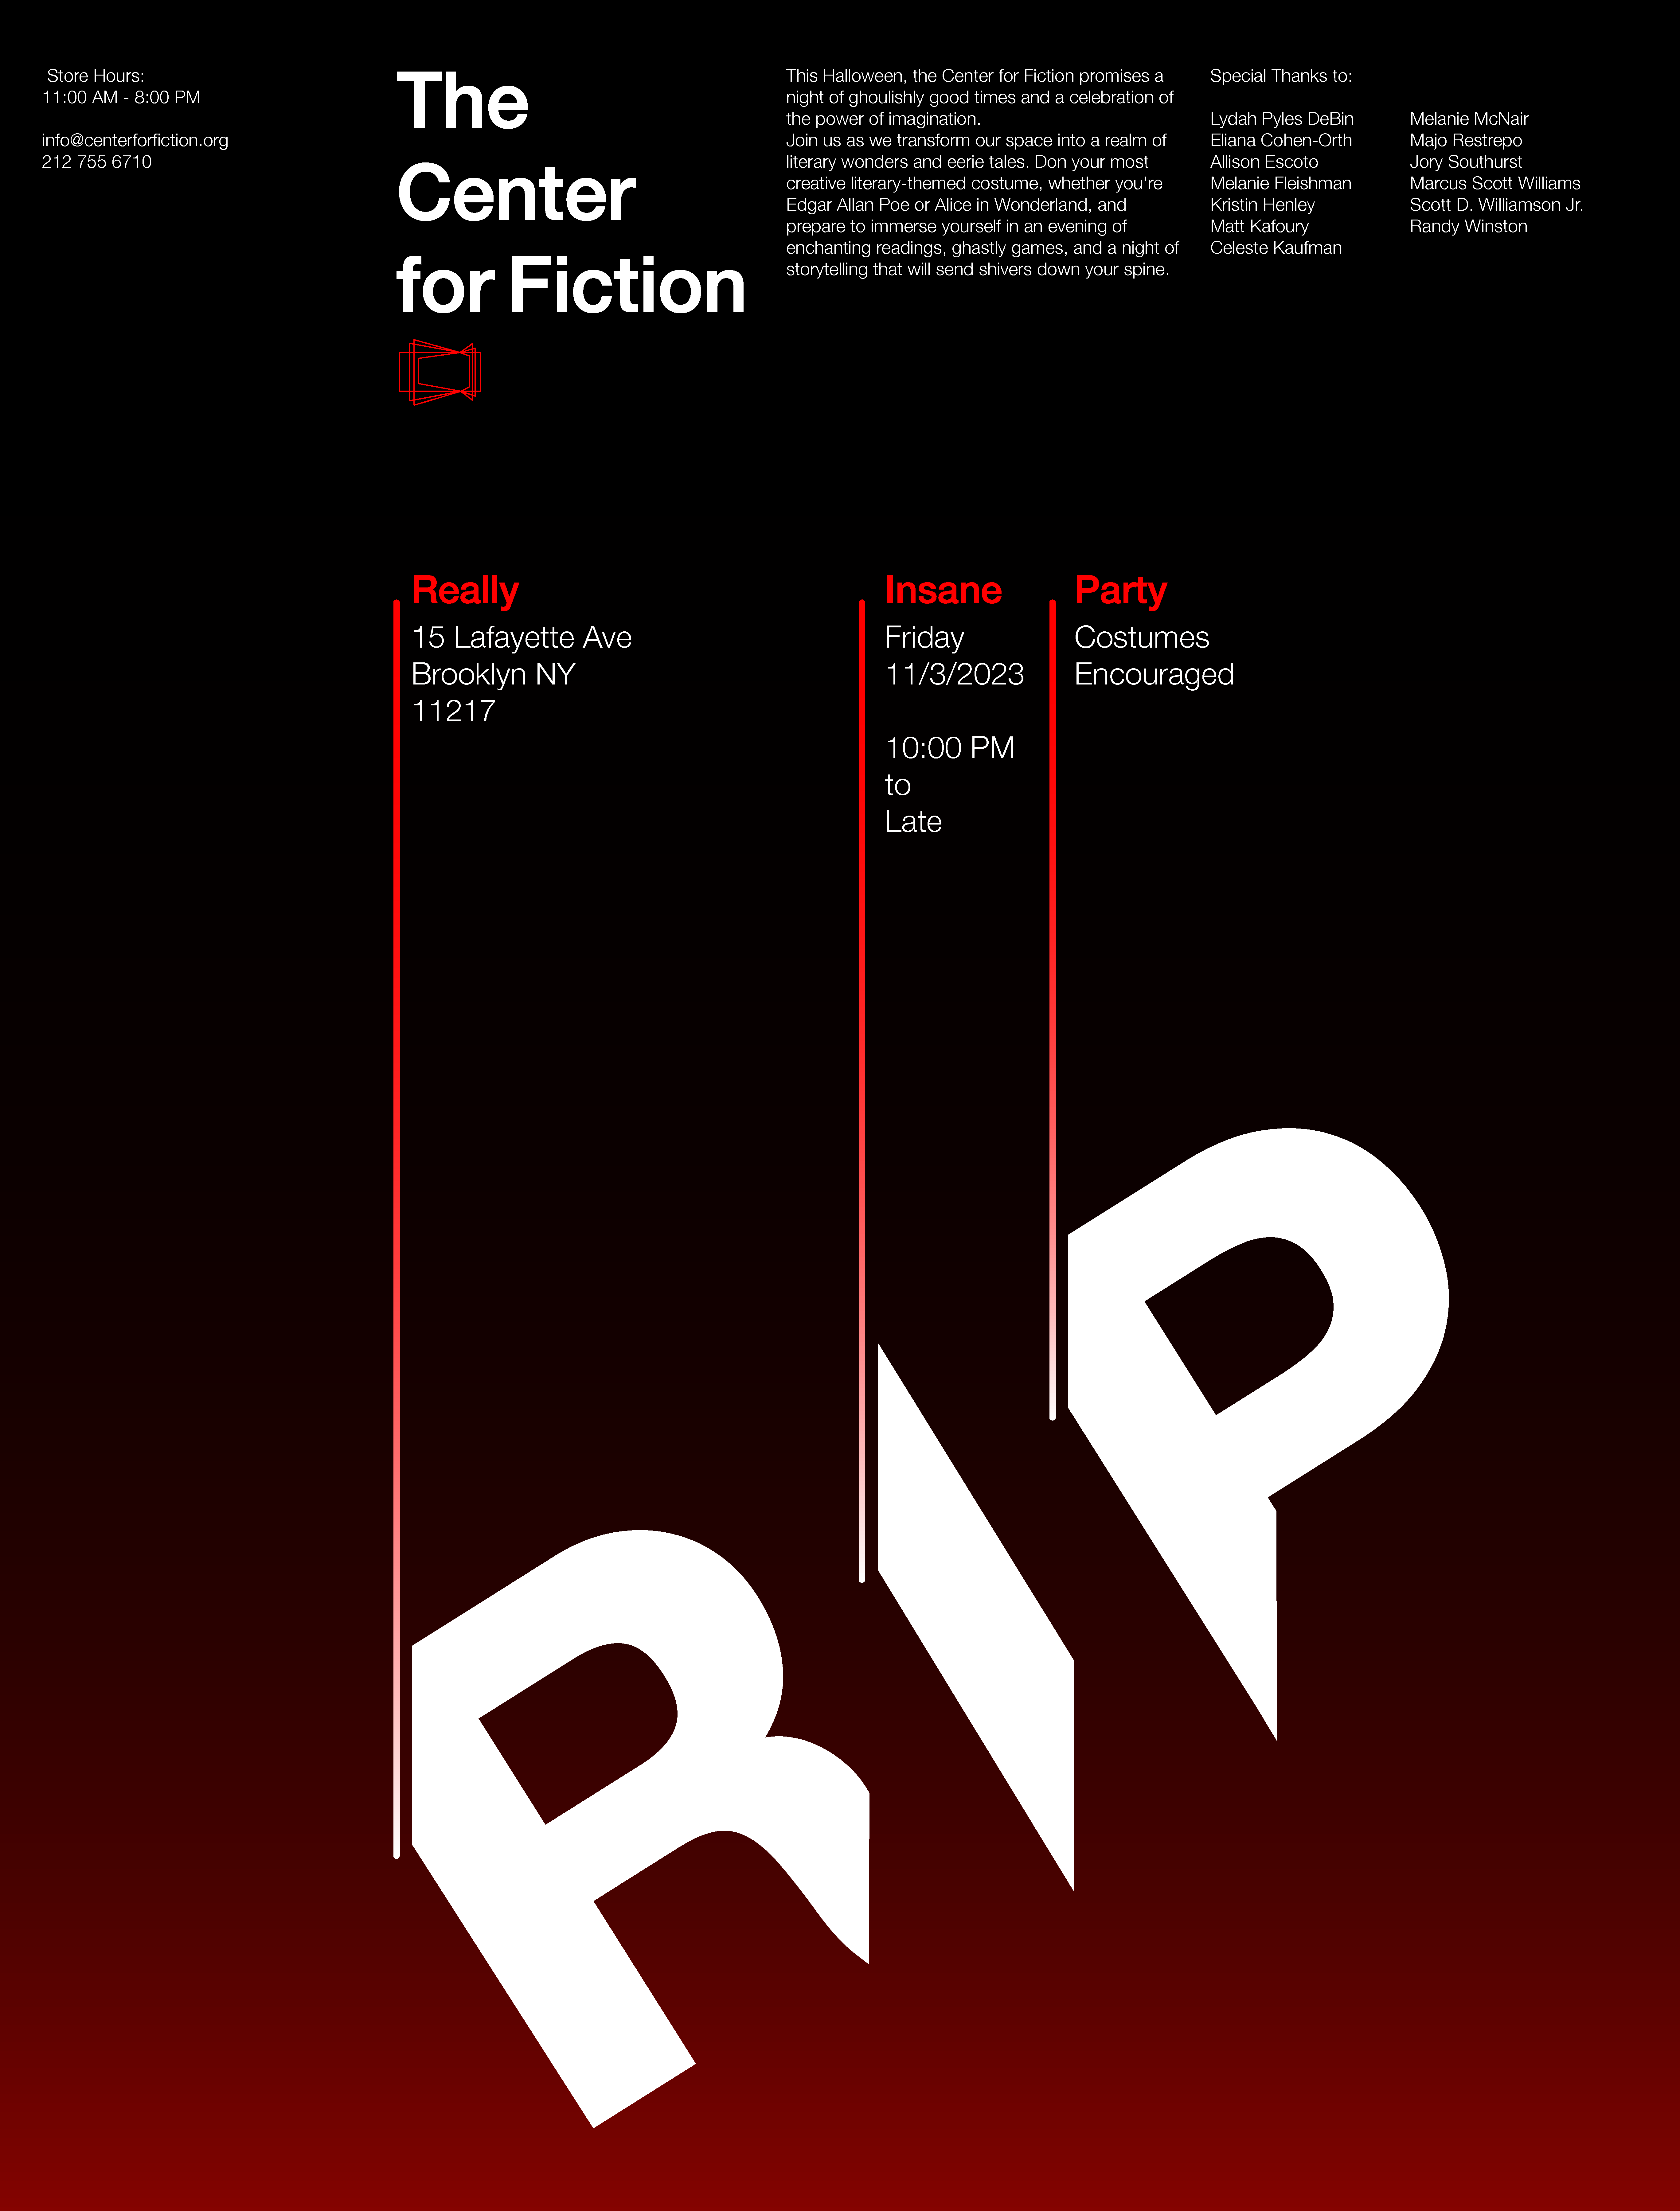 Store Hours:
11:00 AM - 8:00 PM
info@centerforfiction.org
212 755 6710
The
Center
for Fiction
This Halloween, the Center for Fiction promises a
night of ghoulishly good times and a celebration of
the power of imagination.
Join us as we transform our space into a realm of
literary wonders and eerie tales. Don your most
creative literary-themed costume, whether you're
Edgar Allan Poe or Alice in Wonderland, and
prepare to immerse yourself in an evening of
enchanting readings, ghastly games, and a night of
storytelling that will send shivers down your spine.
Special Thanks to:
Lydah Pyles DeBin
Eliana Cohen-Orth
Allison Escoto
Melanie Fleishman
Kristin Henley
Matt Kafoury
Celeste Kaufman
Melanie McNair
Majo Restrepo
Jory Southurst
Marcus Scott Williams
Scott D. Williamson Jr.
Randy Winston
Really
15 Lafayette Ave
Brooklyn NY
11217
Insane
Friday
11/3/2023
10:00 PM
to
Late
Party
Costumes
Encouraged
RIP